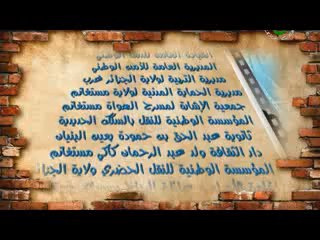 المديرية العامة للأمن الوطني
مديرية التربية لولاية الجزائر غرب
مديرية الحماية المدنية لولاية مستغانم
جمعية الإشارة لمسرح الهواة مستغانم
المؤسسة الوطنية للنقل بالسكك الحديدية
ثانوية عبد الحق بن حمودة بعين البنيان
دار الثقافة ولد عبد الرحمان كاكي مستغانم
المؤسسة الوطنية للنقل الحضري ولاية الجزا